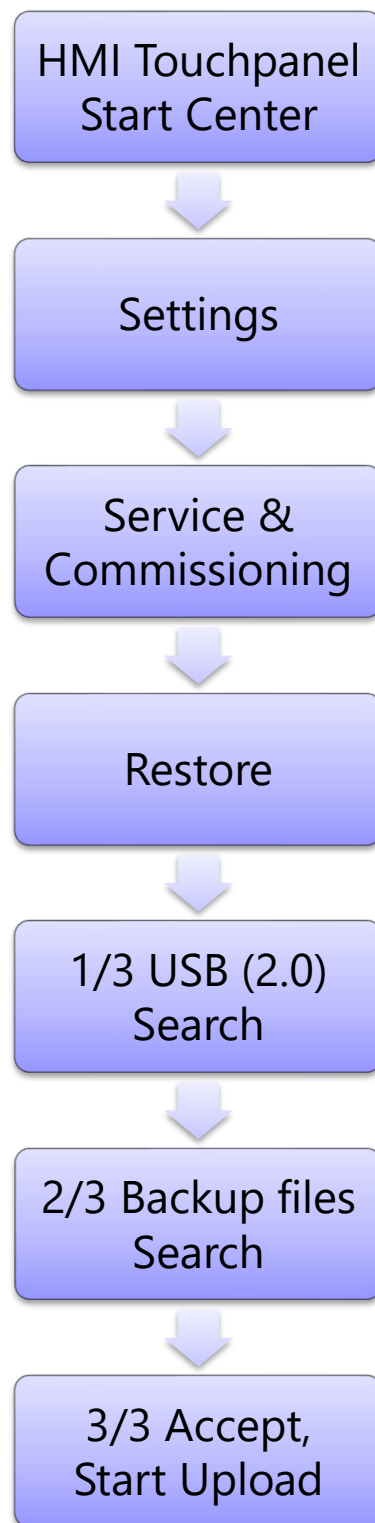 HMI Touchpanel
Start Center
Settings
Service &
Commissioning
Restore
1/3 USB (2.0)
Search
2/3 Backup files
Search
3/3 Accept,
Start Upload